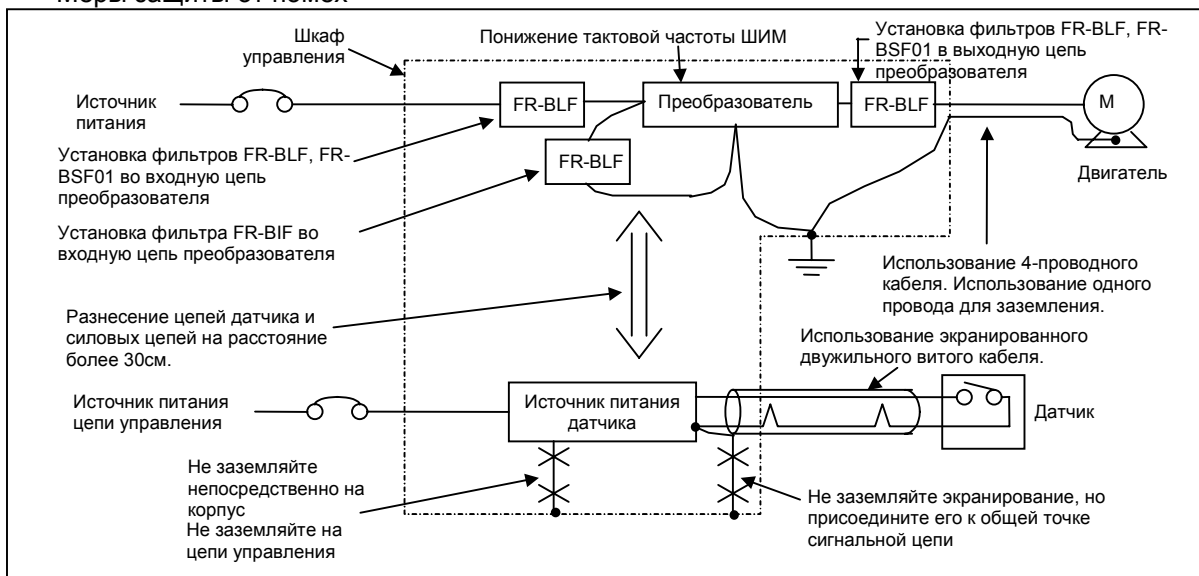 Меры защиты от помех
Шкаф
управления
Понижение тактовой частоты ШИМ
Установка фильтров FR-BLF, FR-
BSF01 в выходную цепь
преобразователя
Источник
питания
FR-BLF
Преобразователь
FR-BLF
M
Двигатель
FR-BLF
Установка фильтров FR-BLF, FR-
BSF01 во входную цепь
преобразователя
Установка фильтра FR-BIF во
входную цепь преобразователя
Использование 4-проводного
кабеля. Использование одного
провода для заземления.
Разнесение цепей датчика и
силовых цепей на расстояние
более 30см.
Использование экранированного
двужильного витого кабеля.
Источник питания
цепи управления
Источник питания
датчика
Датчик
Не заземляйте
непосредственно на
корпус
Не заземляйте на
цепи управления
Не заземляйте экранирование, но
присоедините его к общей точке
сигнальной цепи